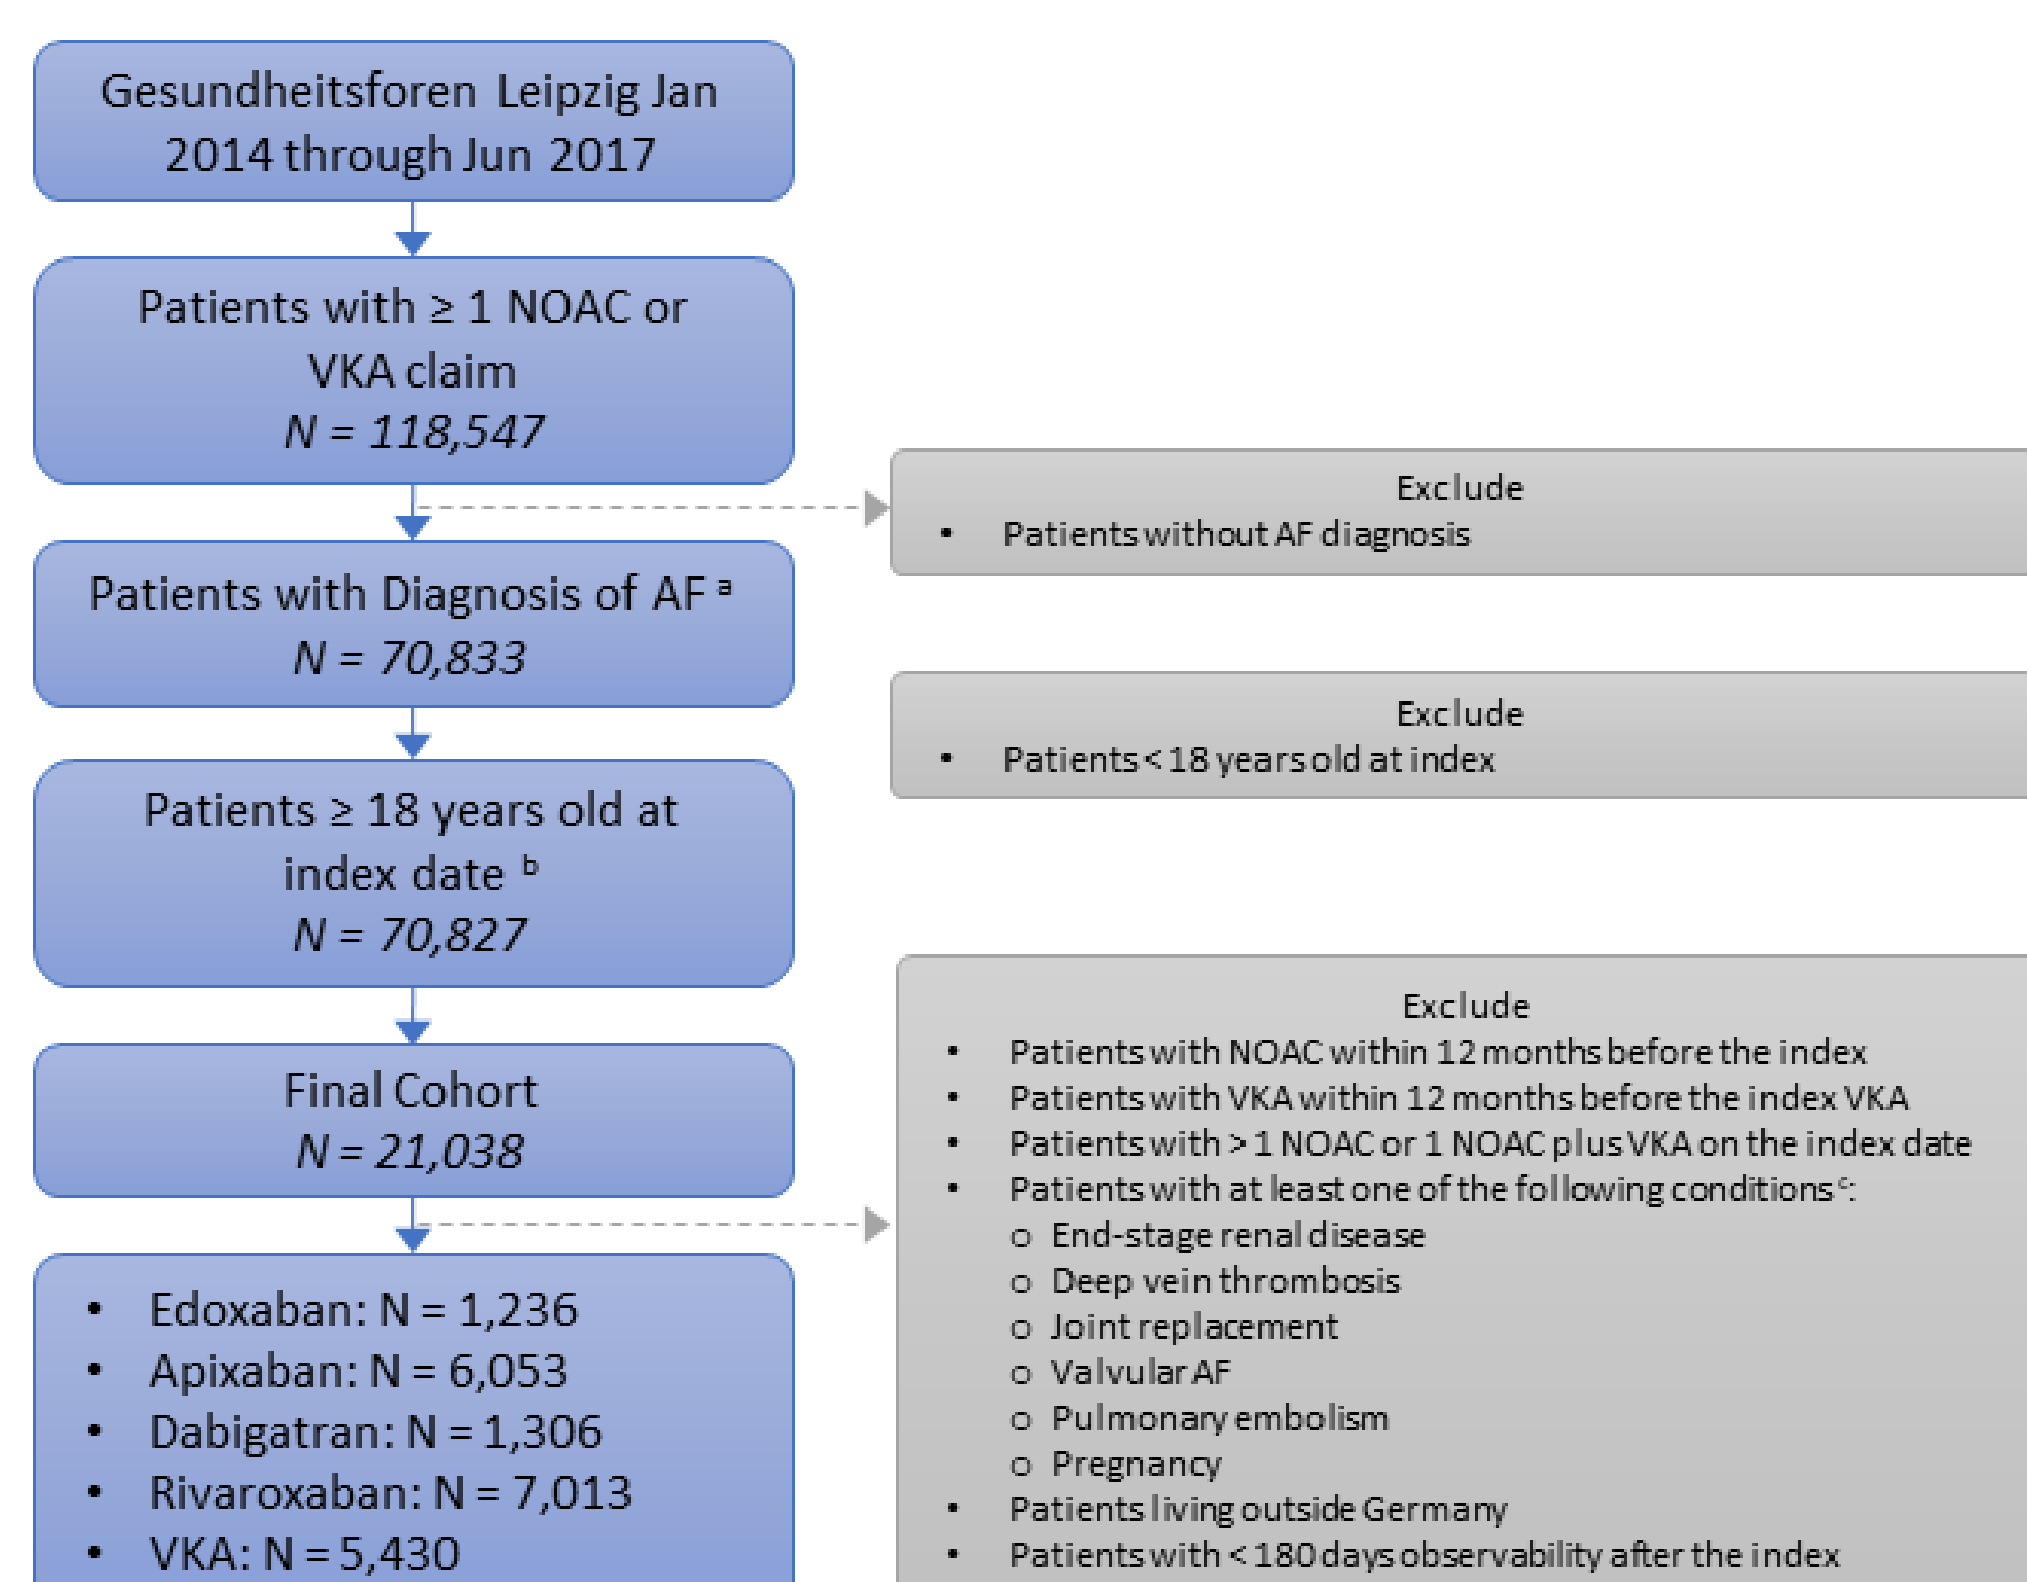 Gesundheitsforen Leipzig Jan
2014 through Jun 2017
Patients with ≥ 1 NOAC or
VKA claim
N = 118,547
Exclude
• Patients without AF diagnosis
Patients with Diagnosis of AF ᵃ
N = 70,833
Exclude
• Patients < 18 years old at index
Patients ≥ 18 years old at
index date ᵇ
N = 70,827
Final Cohort
N = 21,038
Exclude
• Patients with NOAC within 12 months before the index
• Patients with VKA within 12 months before the index VKA
• Patients with > 1 NOAC or 1 NOAC plus VKA on the index date
• Patients with at least one of the following conditions ᶜ:
o End-stage renal disease
o Deep vein thrombosis
o Joint replacement
o Valvular AF
o Pulmonary embolism
o Pregnancy
• Patients living outside Germany
• Patients with < 180 days observability after the index
• Edoxaban: N = 1,236
• Apixaban: N = 6,053
• Dabigatran: N = 1,306
• Rivaroxaban: N = 7,013
• VKA: N = 5,430